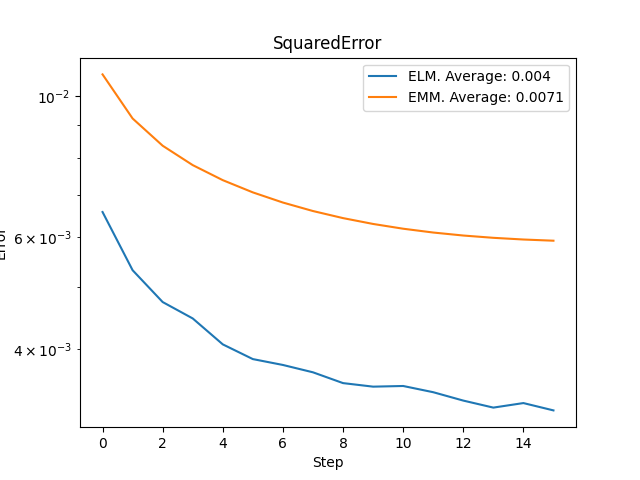 SquaredError
ELM. Average: 0.004
EMM. Average: 0.0071
10⁻²
6 × 10⁻³
4 × 10⁻³
Error
0 2 4 6 8 10 12 14
Step